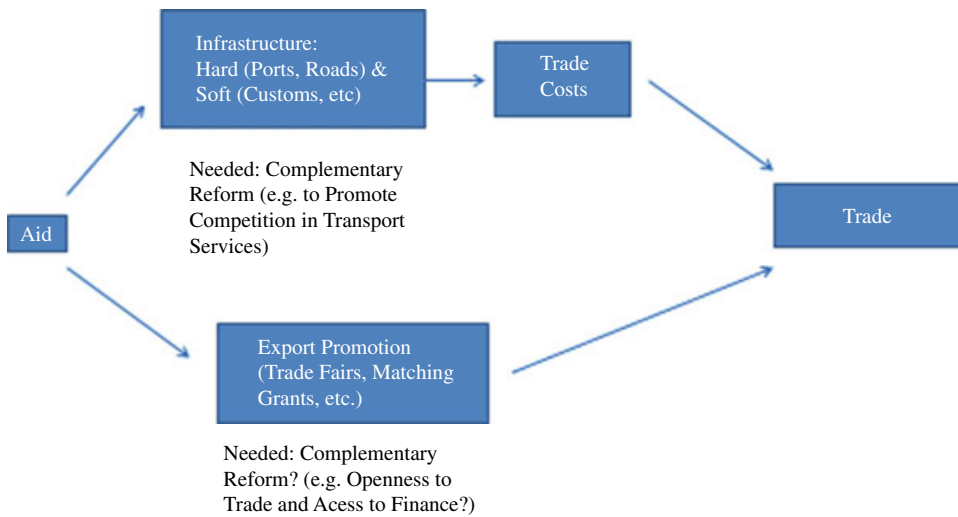 Infrastructure:
Hard (Ports, Roads) &
Soft (Customs, etc)
Trade
Costs
Needed: Complementary
Reform (e.g. to Promote
Competition in Transport
Services)
Aid
Trade
Export Promotion
(Trade Fairs, Matching
Grants, etc.)
Needed: Complementary
Reform? (e.g. Openness to
Trade and Acess to Finance?)